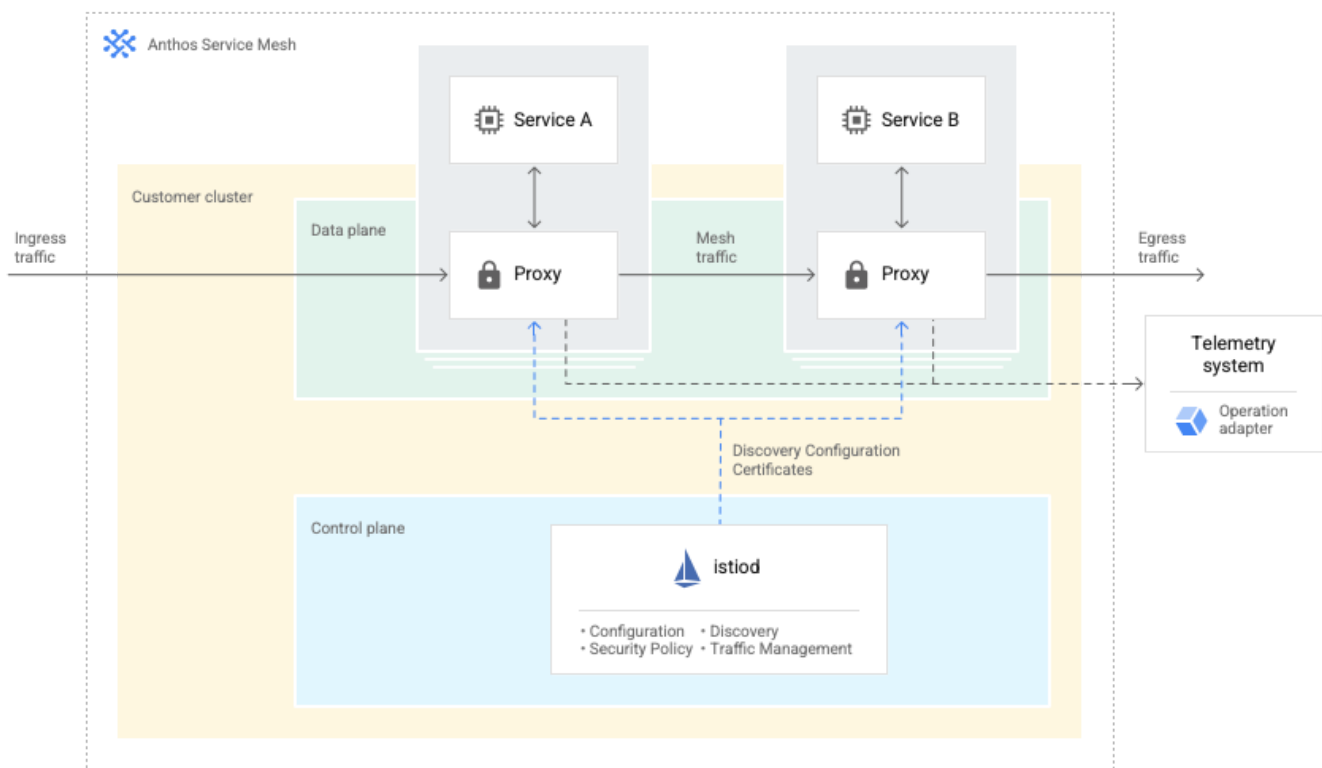 Anthos Service Mesh
Service A
Service B
Customer cluster
Data plane
Ingress
traffic
Proxy
Mesh
traffic
Proxy
Egress
traffic
Telemetry
system
Operation
adapter
Discovery Configuration
Certificates
Control plane
istiod
• Configuration • Discovery
• Security Policy • Traffic Management